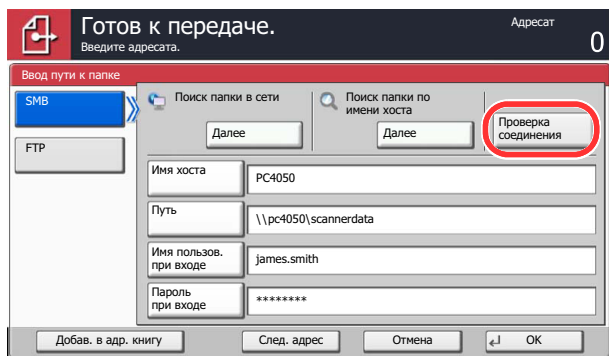 Готов к передаче.
Введите адресата.
Адресат
0
Ввод пути к папке
SMB
FTP
Поиск папки в сети
Далее
Поиск папки по
имени хоста
Далее
Проверка
соединения
Имя хоста
PC4050
Путь
\\pc4050\scannerdata
Имя пользов.
при входе
james.smith
Пароль
при входе
********
Добав. в адр. книгу
След. адрес
Отмена
OK